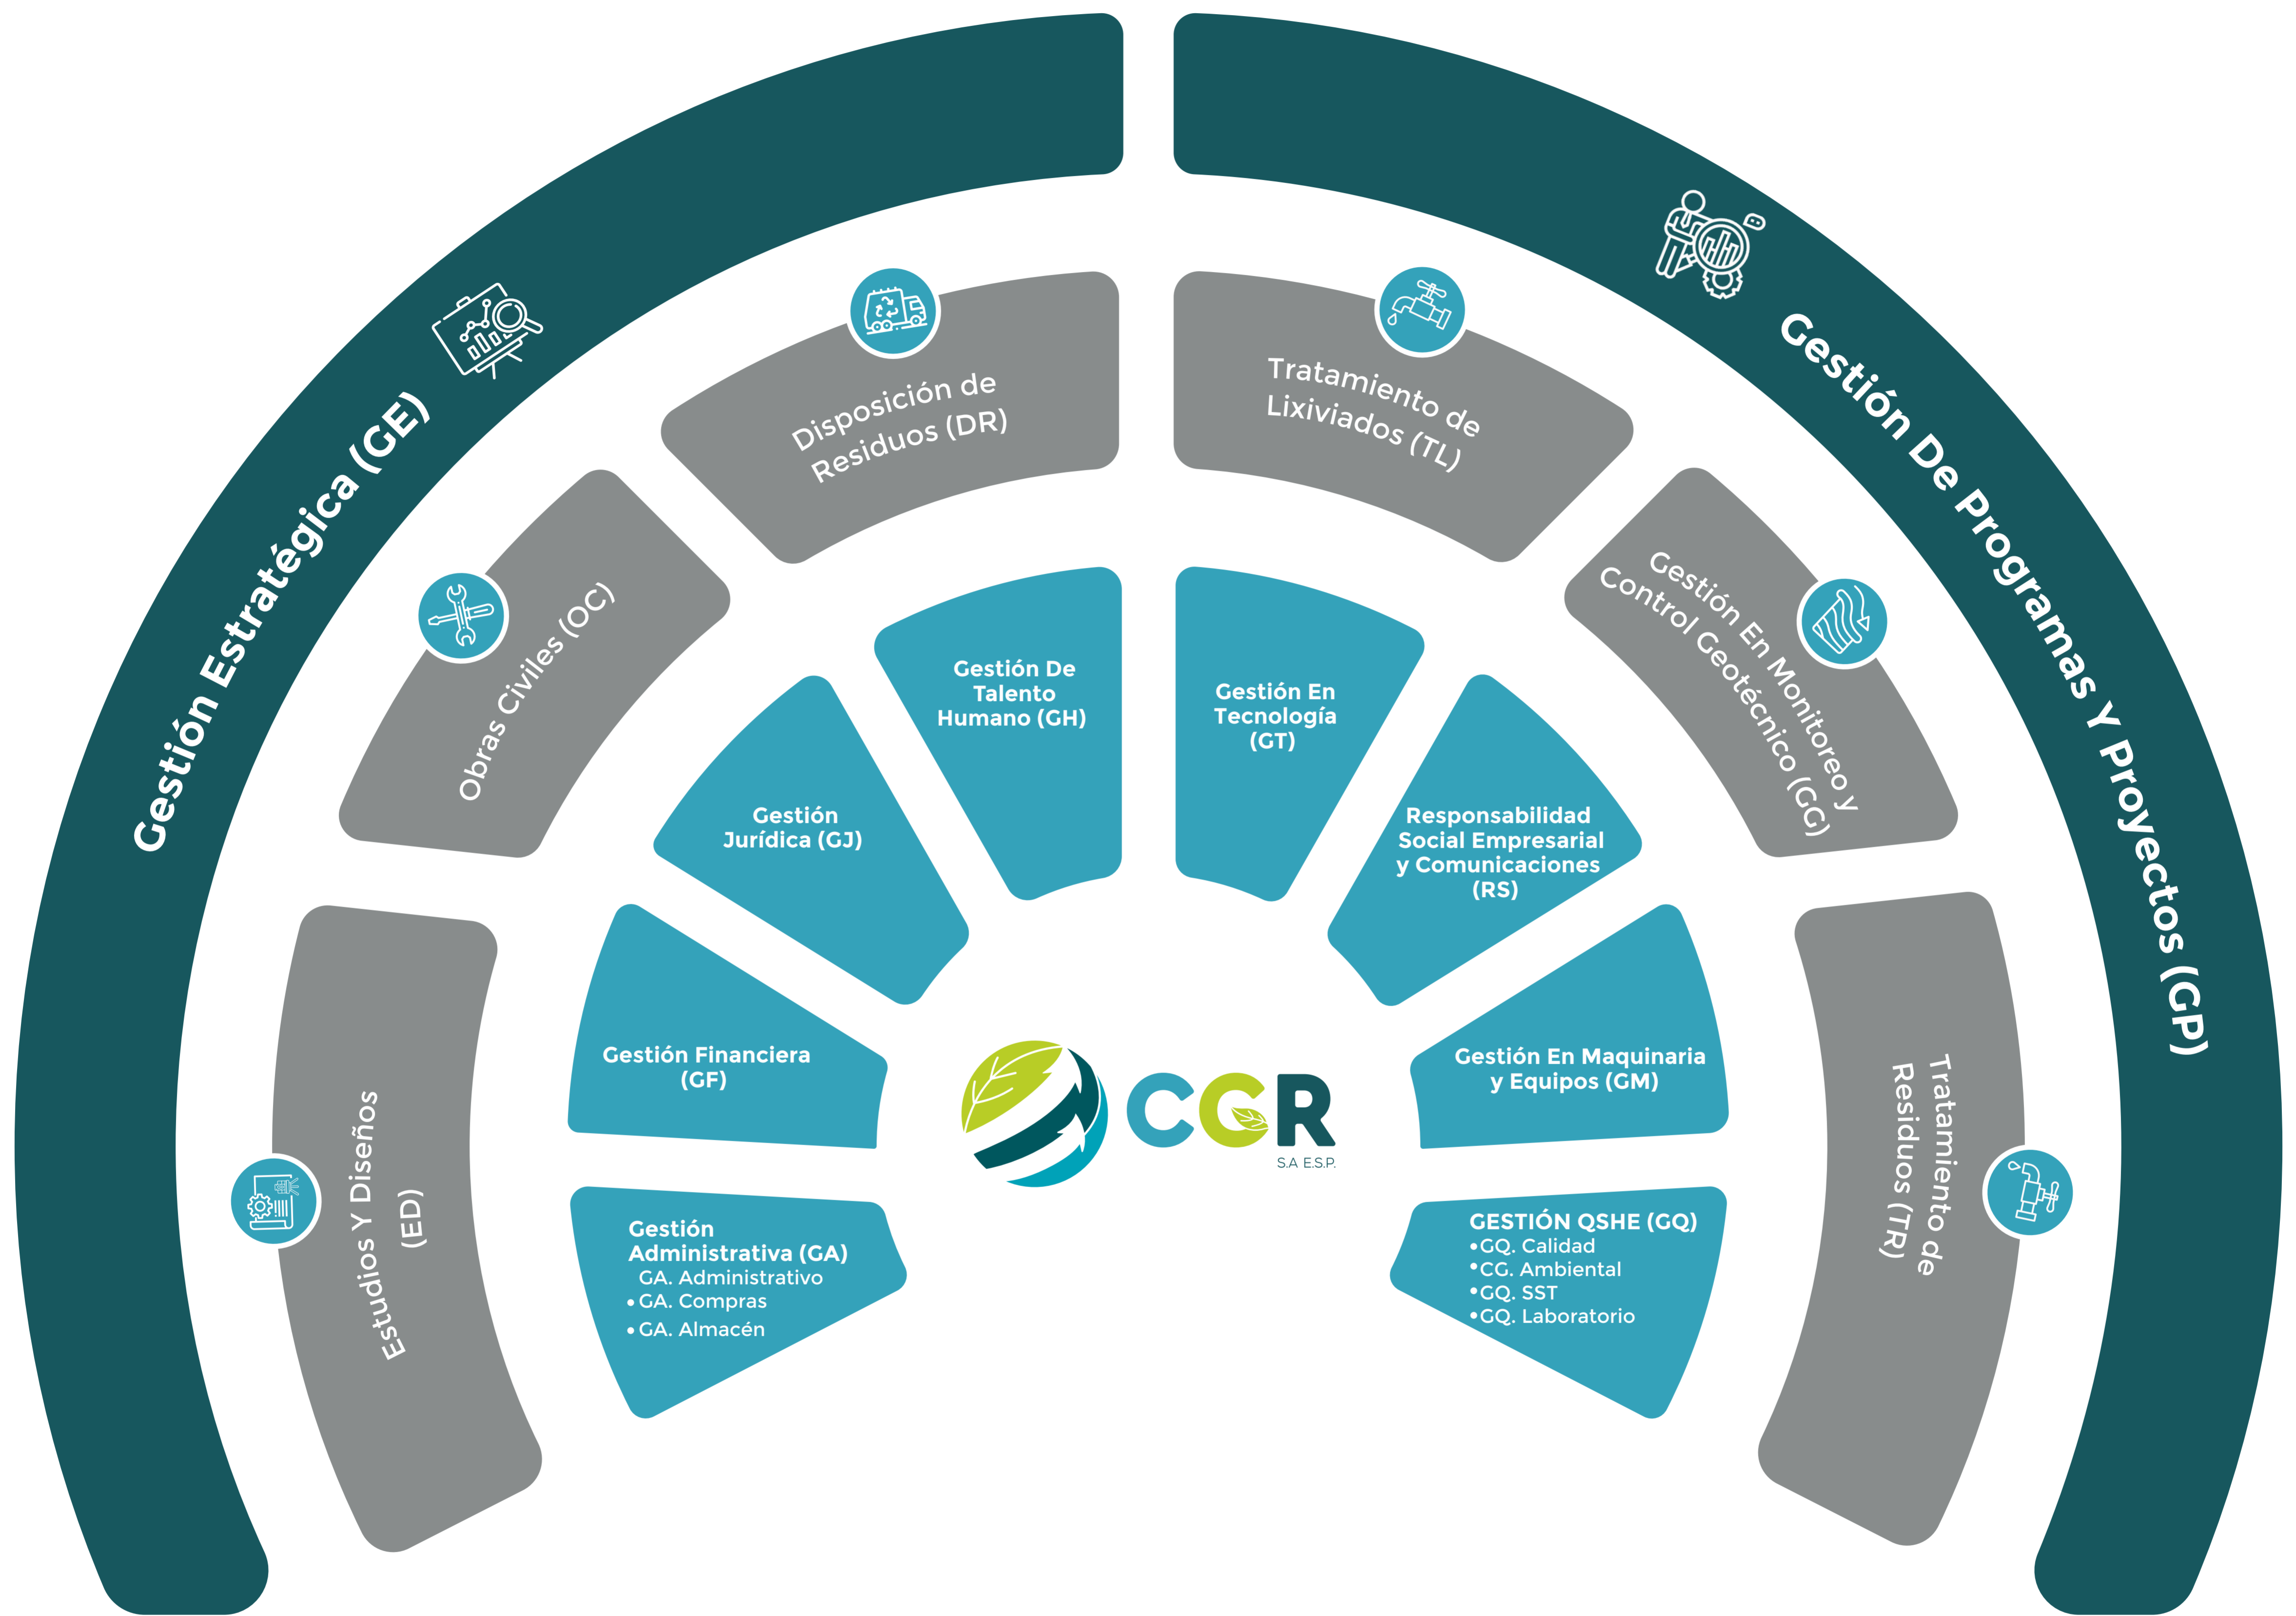 Gestión Estratégica (GE)
Gestión De Programas Y Proyectos (GP)
Estudios Y Diseños
(ED)
Obras Civiles (OC)
Disposición de
Residuos (DR)
Tratamiento de
Lixiviados (TL)
Gestión En Monitoreo y
Control Geotécnico (GG)
Tratamiento de
Residuos (TR)
Gestión
Administrativa (GA)
GA. Administrativo
• GA. Compras
• GA. Almacén
Gestión Financiera
(GF)
Gestión
Jurídica (GJ)
Gestión De
Talento
Humano (GH)
Gestión En
Tecnología
(GT)
Responsabilidad
Social Empresarial
y Comunicaciones
(RS)
Gestión En Maquinaria
y Equipos (GM)
GESTIÓN QSHE (GQ)
•GQ. Calidad
•CG. Ambiental
•GQ. SST
•GQ. Laboratorio
CGR
S.A E.S.P.